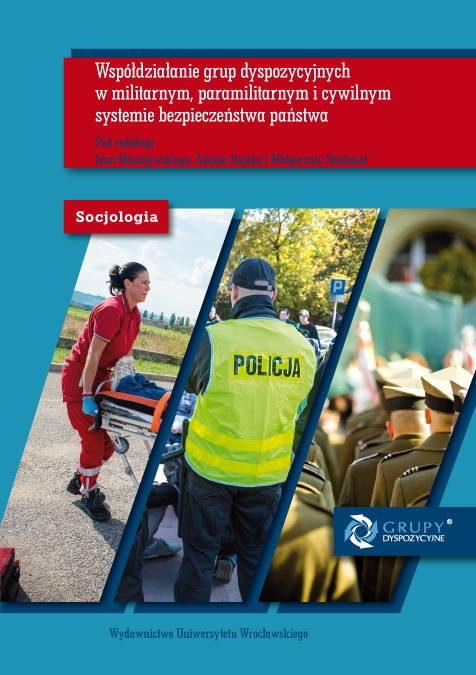 Współdziałanie grup dyspozycyjnych
w militarnym, paramilitarnym i cywilnym
systemie bezpieczeństwa państwa
Pod redakcją
Jana Maciejewskiego, Adama Bujaka i Małgorzaty Stochmal
Socjologia
P
POLICJA
GRUPY ®
DYSPOZYCYJNE
Wydawnictwo Uniwersytetu Wrocławskiego